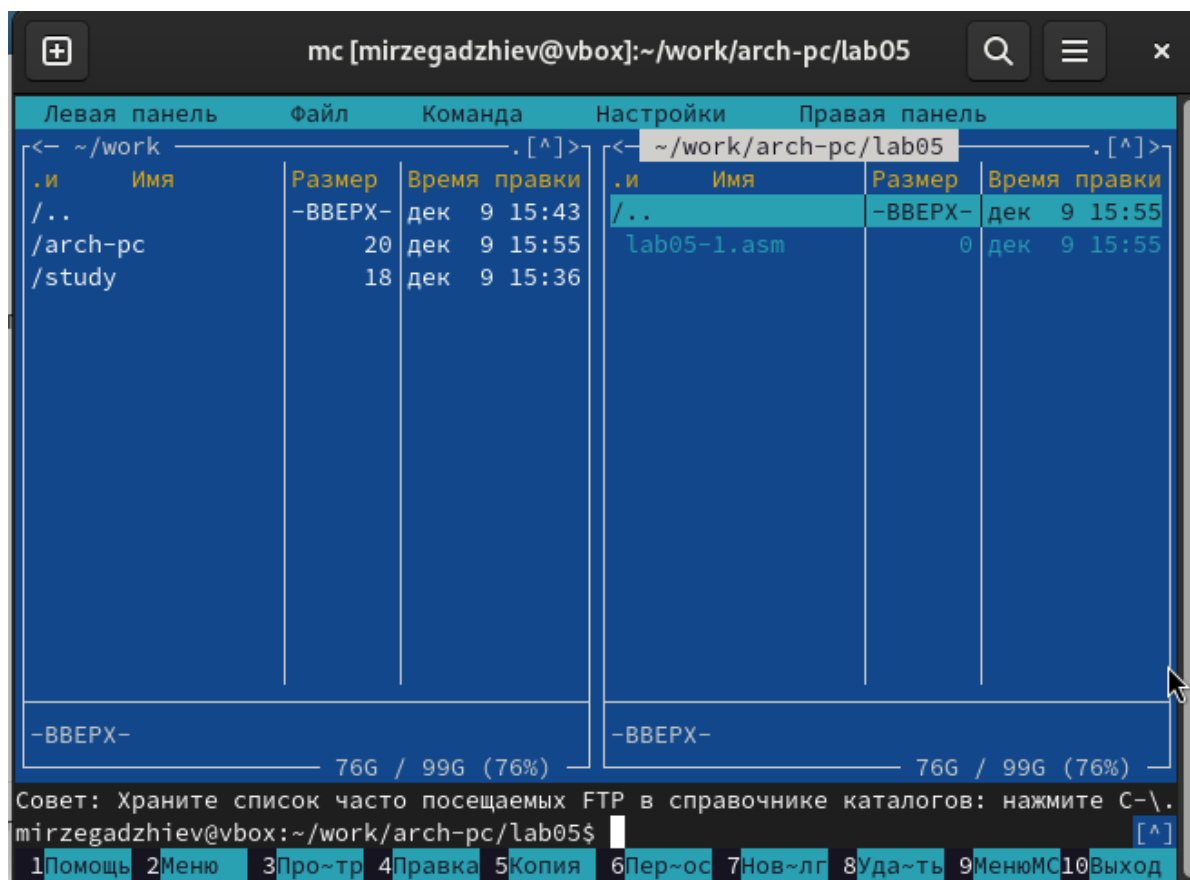 mc [mirzegadzhiev@vbox]:~/work/arch-pc/lab05
Левая панель Файл Команда Настройки Правая панель
<— ~/work .[^]> <— ~/work/arch-pc/lab05 .[^]>
.и Имя Размер Время правки .и Имя Размер Время правки
/.. -ВВЕРХ- дек 9 15:43 /.. -ВВЕРХ- дек 9 15:55
/arch-pc 20 дек 9 15:55 lab05-1.asm 0 дек 9 15:55
/study 18 дек 9 15:36
-ВВЕРХ- -ВВЕРХ-
76G / 99G (76%) 76G / 99G (76%)
Совет: Храните список часто посещаемых FTP в справочнике каталогов: нажмите C-\.
mirzegadzhiev@vbox:~/work/arch-pc/lab05$ [^]
1Помощь 2Меню 3Про~тр 4Правка 5Копия 6Пер~ос 7Нов~лг 8Уда~ть 9МенюMC10Выход